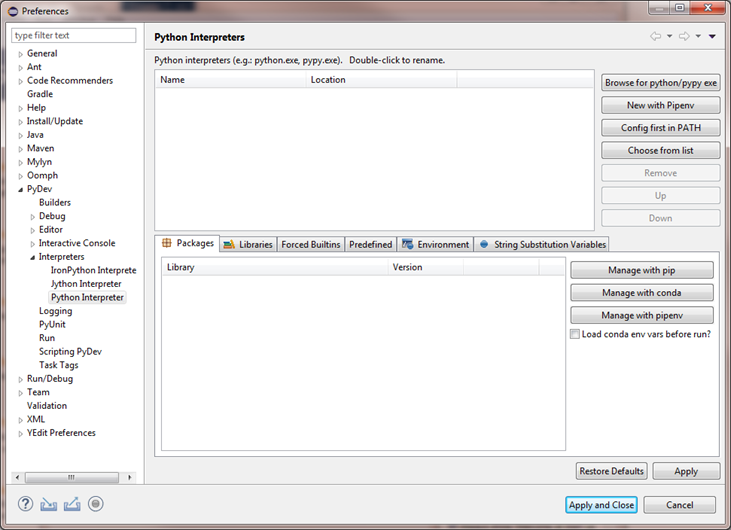 Preferences
type filter text
General
Ant
Code Recommenders
Gradle
Help
Install/Update
Java
Maven
Mylyn
Oomph
PyDev
Builders
Debug
Editor
Interactive Console
Interpreters
IronPython Interprete
Jython Interpreter
Python Interpreter
Logging
PyUnit
Run
Scripting PyDev
Task Tags
Run/Debug
Team
Validation
XML
YEdit Preferences
Python Interpreters
Python interpreters (e.g.: python.exe, pypy.exe).   Double-click to rename.
Name Location
Browse for python/pypy exe
New with Pipenv
Config first in PATH
Choose from list
Remove
Up
Down
Packages Libraries Forced Builtins Predefined Environment String Substitution Variables
Library Version
Manage with pip
Manage with conda
Manage with pipenv
Load conda env vars before run?
Restore Defaults Apply
Apply and Close Cancel